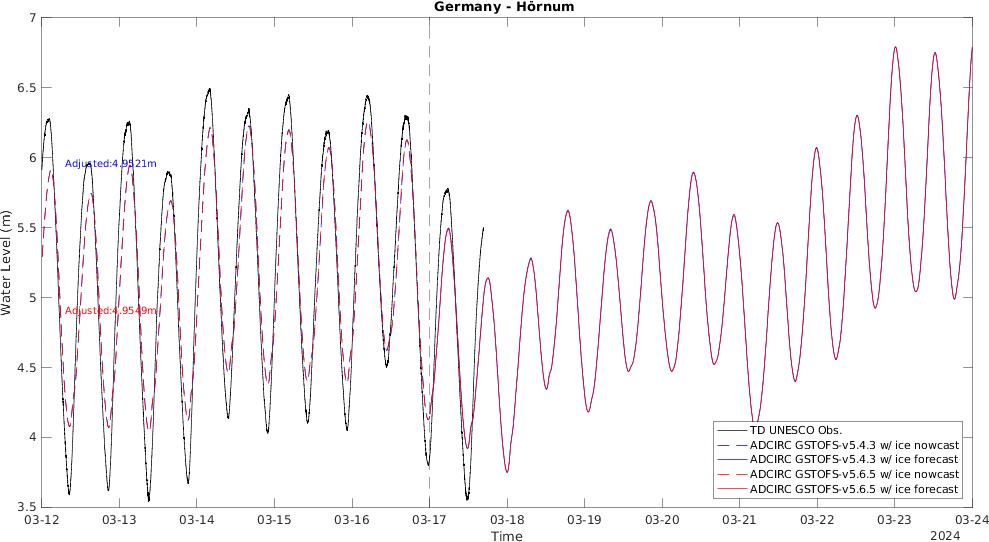 Germany - Hörnum
7
6.5
6
5.5
5
4.5
4
3.5
Water Level (m)
Adjusted:4.9521m
Adjusted:4.9549m
TD UNESCO Obs.
ADCIRC GSTOFS-v5.4.3 w/ ice nowcast
ADCIRC GSTOFS-v5.4.3 w/ ice forecast
ADCIRC GSTOFS-v5.6.5 w/ ice nowcast
ADCIRC GSTOFS-v5.6.5 w/ ice forecast
03-12 03-13 03-14 03-15 03-16 03-17 03-18 03-19 03-20 03-21 03-22 03-23 03-24
Time
2024